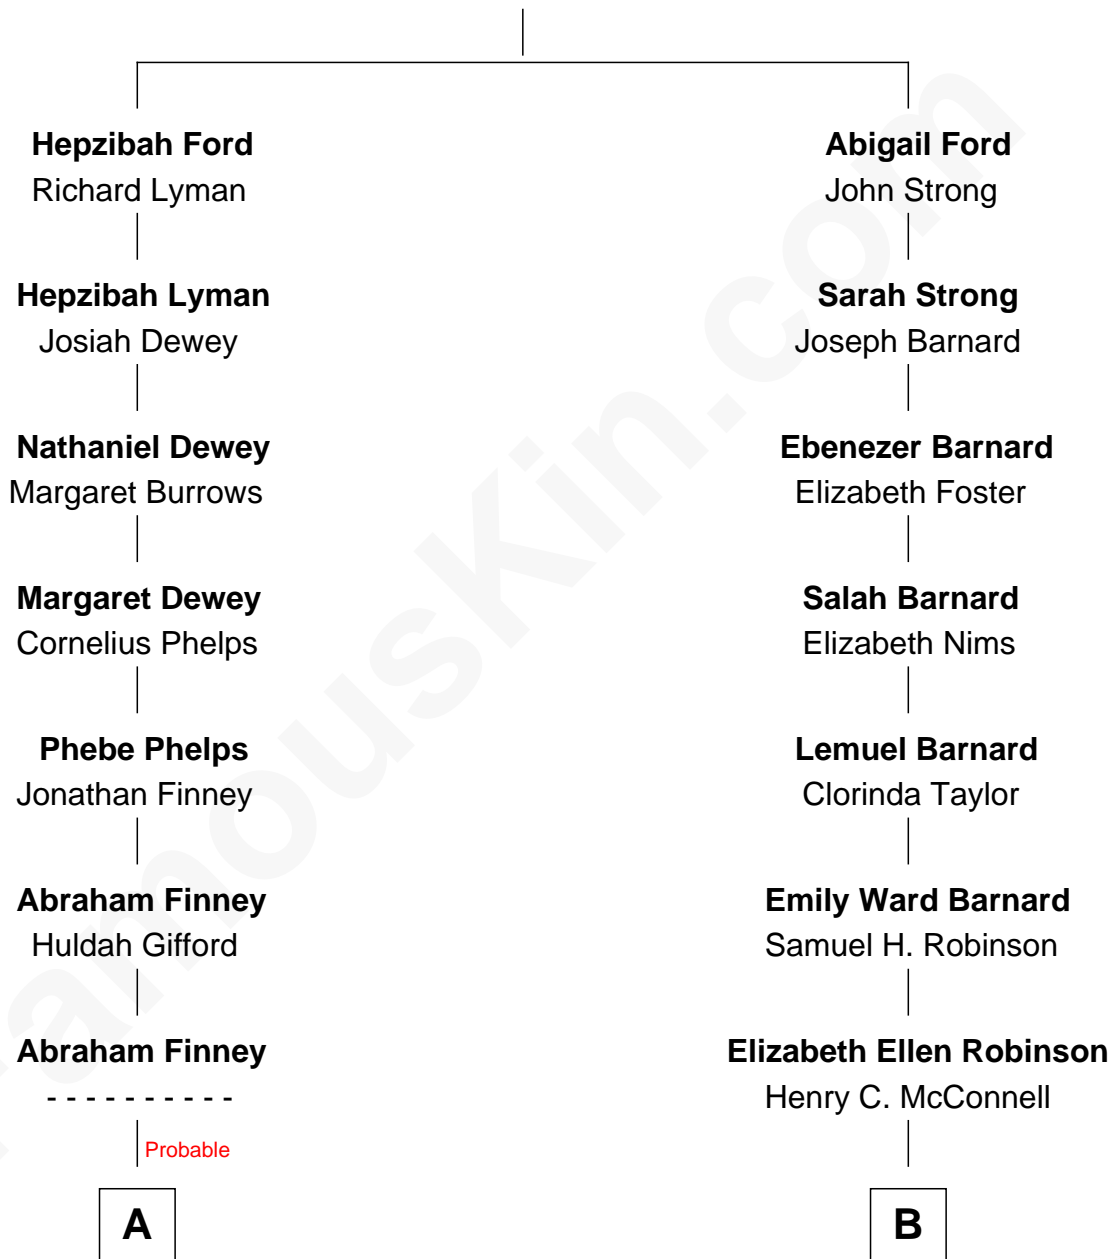 Hepzibah Ford
Richard Lyman
Abigail Ford
John Strong
Hepzibah Lyman
Josiah Dewey
Sarah Strong
Joseph Barnard
Nathaniel Dewey
Margaret Burrows
Ebenezer Barnard
Elizabeth Foster
Margaret Dewey
Cornelius Phelps
Salah Barnard
Elizabeth Nims
Phebe Phelps
Jonathan Finney
Lemuel Barnard
Clorinda Taylor
Abraham Finney
Huldah Gifford
Emily Ward Barnard
Samuel H. Robinson
Abraham Finney
- - - - - - - - - -
Elizabeth Ellen Robinson
Henry C. McConnell
Probable
A
B
FamousKin.com